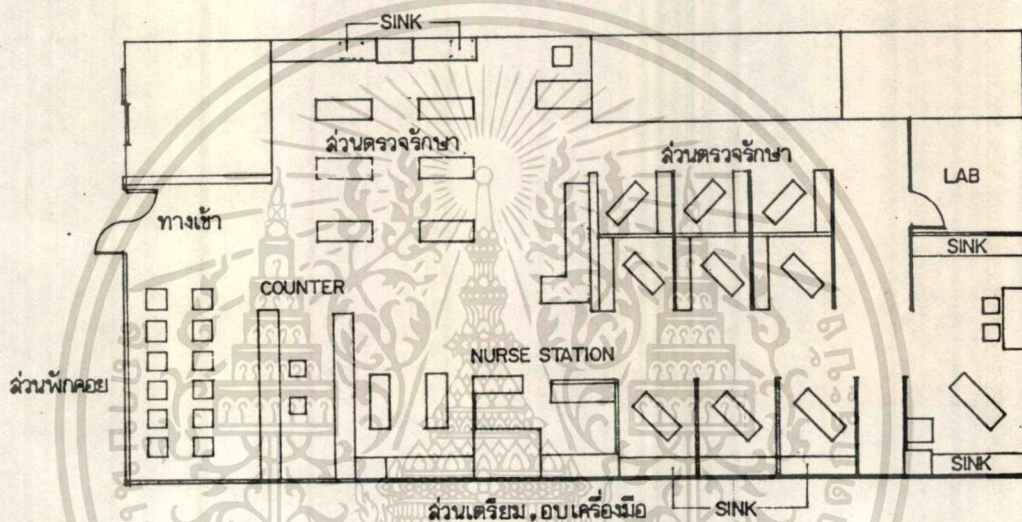 SINK
ส่วนตรวจรักษา
ส่วนตรวจรักษา
LAB
ทางเข้า
SINK
COUNTER
NURSE STATION
ส่วนพักคอย
SINK
ส่วนเตรียม,อบเครื่องมือ
SINK